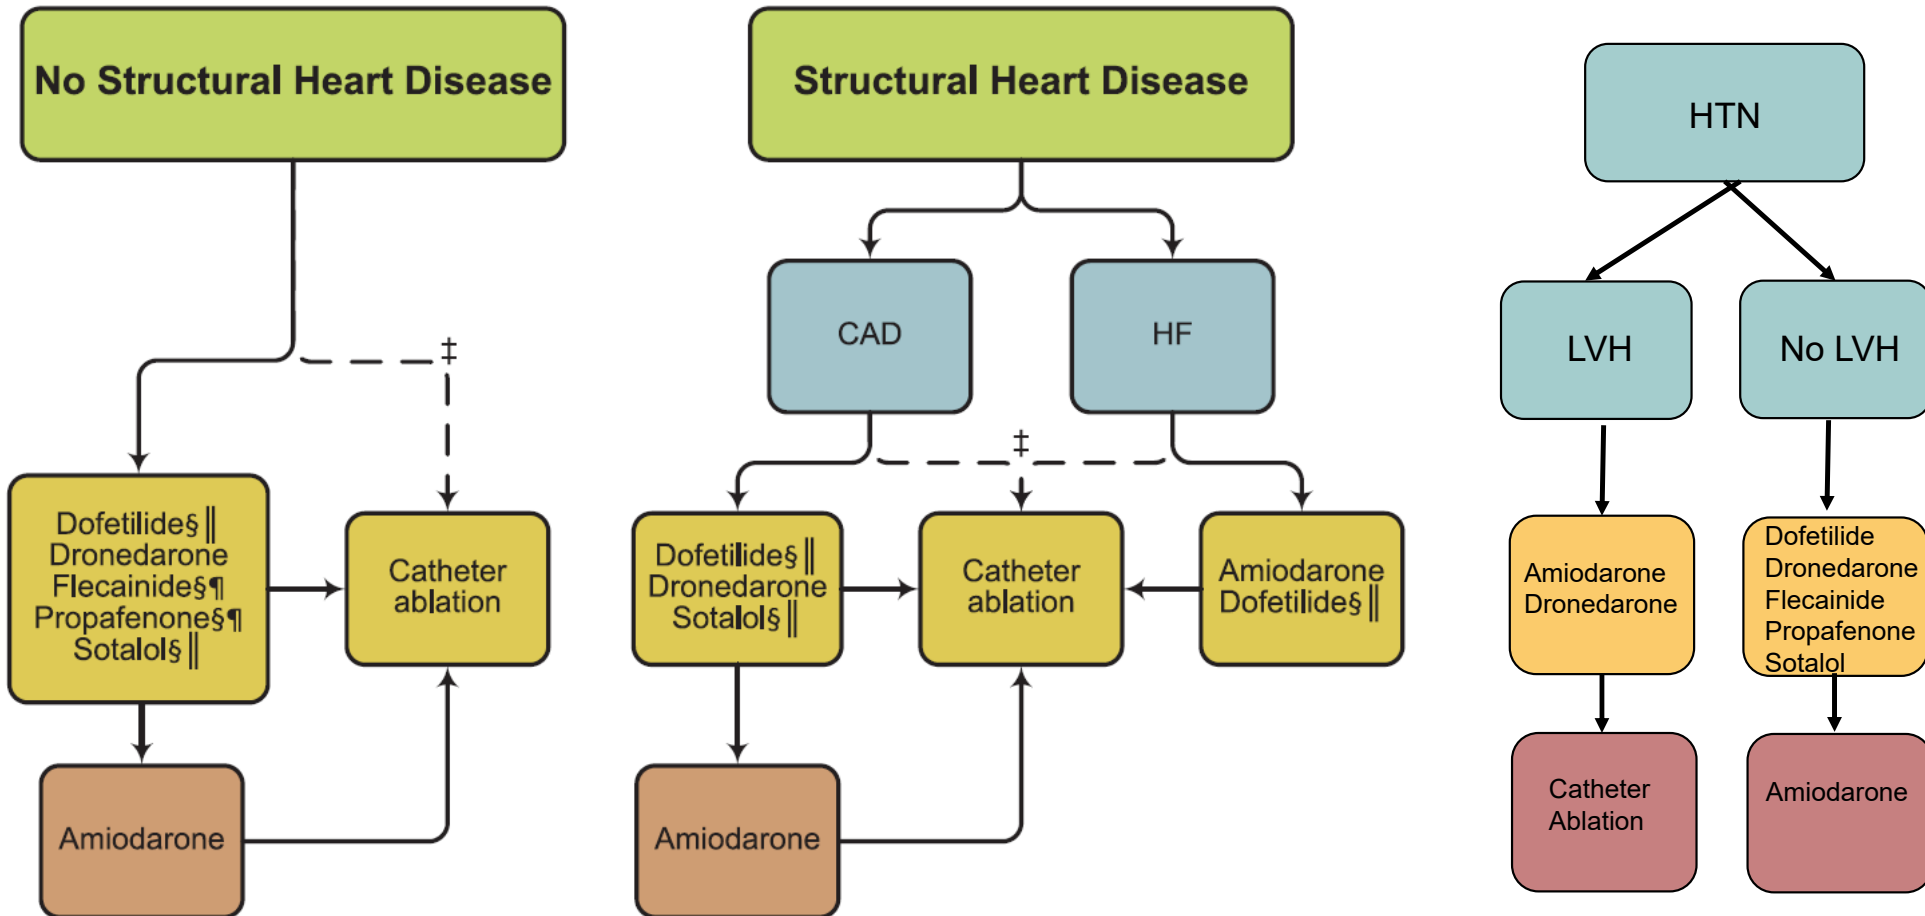 No Structural Heart Disease
‡
Dofetilide§‖
Dronedarone
Flecainide§¶
Propafenone§¶
Sotalol§‖
Catheter
ablation
Amiodarone
Structural Heart Disease
CAD
HF
‡
Dofetilide§‖
Dronedarone
Sotalol§‖
Catheter
ablation
Amiodarone
Dofetilide§‖
Amiodarone
HTN
LVH
No LVH
Amiodarone
Dronedarone
Dofetilide
Dronedarone
Flecainide
Propafenone
Sotalol
Catheter
Ablation
Amiodarone